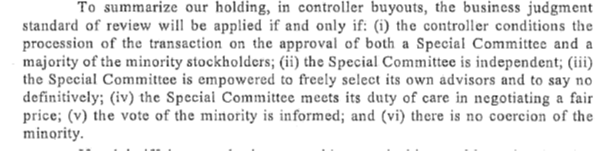 To summarize our holding, in controller buyouts, the business judgment
standard of review will be applied if and only if: (i) the controller conditions the
procession of the transaction on the approval of both a Special Committee and a
majority of the minority stockholders; (ii) the Special Committee is independent; (iii)
the Special Committee is empowered to freely select its own advisors and to say no
definitively; (iv) the Special Committee meets its duty of care in negotiating a fair
price; (v) the vote of the minority is informed; and (vi) there is no coercion of the
minority.